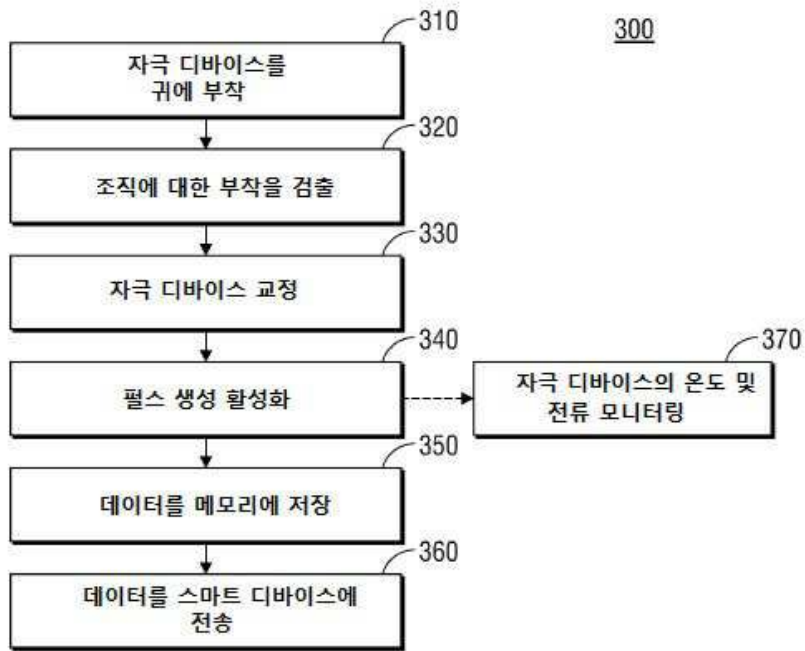 300
310
자극 디바이스를
귀에 부착
320
조직에 대한 부착을 검출
330
자극 디바이스 교정
340
펄스 생성 활성화
370
자극 디바이스의 온도 및
전류 모니터링
350
데이터를 메모리에 저장
360
데이터를 스마트 디바이스에
전송